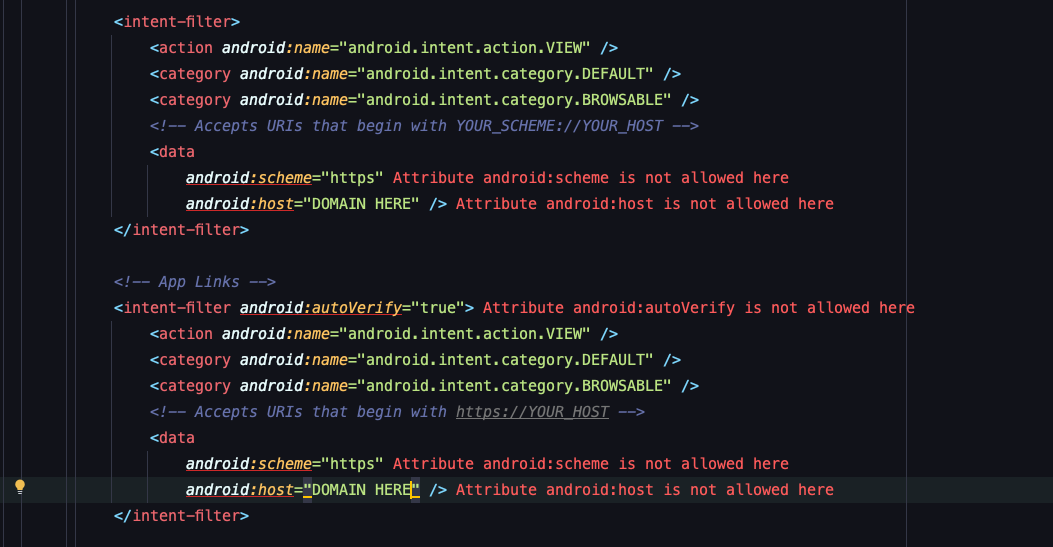 <intent-filter>
<action android:name="android.intent.action.VIEW" />
<category android:name="android.intent.category.DEFAULT" />
<category android:name="android.intent.category.BROWSABLE" />
<!-- Accepts URIs that begin with YOUR_SCHEME://YOUR_HOST -->
<data
android:scheme="https" Attribute android:scheme is not allowed here
android:host="DOMAIN HERE" /> Attribute android:host is not allowed here
</intent-filter>
<!-- App Links -->
<intent-filter android:autoVerify="true"> Attribute android:autoVerify is not allowed here
<action android:name="android.intent.action.VIEW" />
<category android:name="android.intent.category.DEFAULT" />
<category android:name="android.intent.category.BROWSABLE" />
<!-- Accepts URIs that begin with https://YOUR_HOST -->
<data
android:scheme="https" Attribute android:scheme is not allowed here
android:host="DOMAIN HERE" /> Attribute android:host is not allowed here
</intent-filter>